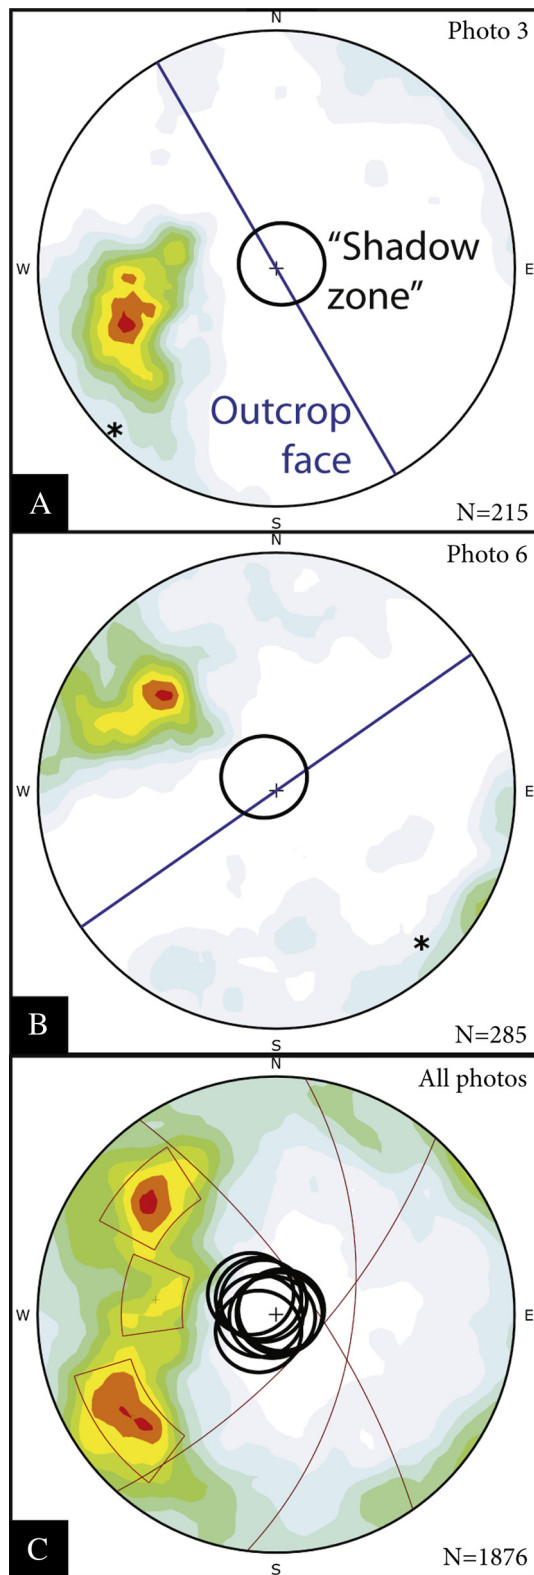 N
Photo 3
W
E
“Shadow
zone”
Outcrop
face
*
A
S
N=215
N
Photo 6
W
E
*
B
S
N=285
N
All photos
W
E
C
S
N=1876